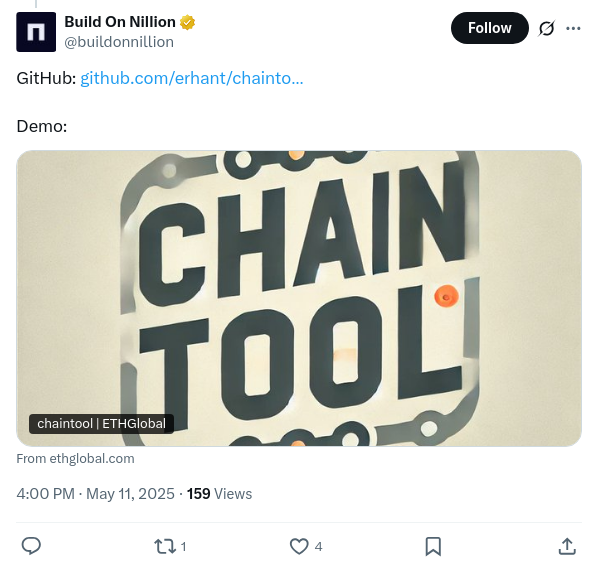 Build On Nillion
@buildonnillion
Follow
GitHub: github.com/erhant/chainto...
Demo:
CHAIN
TOOL
chaintool | ETHGlobal
From ethglobal.com
4:00 PM · May 11, 2025 · 159 Views
1
4